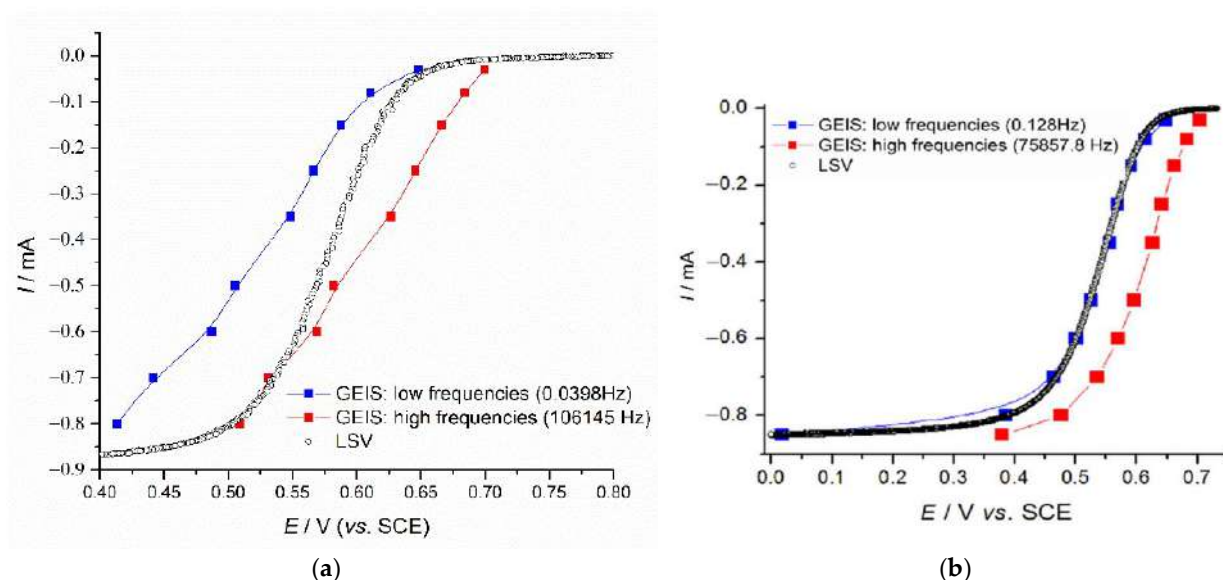 0.0
−0.1
−0.2
−0.3
−0.4
−0.5
−0.6
−0.7
−0.8
−0.9
I / mA
GEIS: low frequencies (0.0398Hz)
GEIS: high frequencies (106145 Hz)
LSV
0.40 0.45 0.50 0.55 0.60 0.65 0.70 0.75 0.80
E / V (vs. SCE)
(a)
0.0
−0.2
−0.4
−0.6
−0.8
I / mA
GEIS: low frequencies (0.128Hz)
GEIS: high frequencies (75857.8 Hz)
LSV
0.0 0.1 0.2 0.3 0.4 0.5 0.6 0.7
E / V vs. SCE
(b)